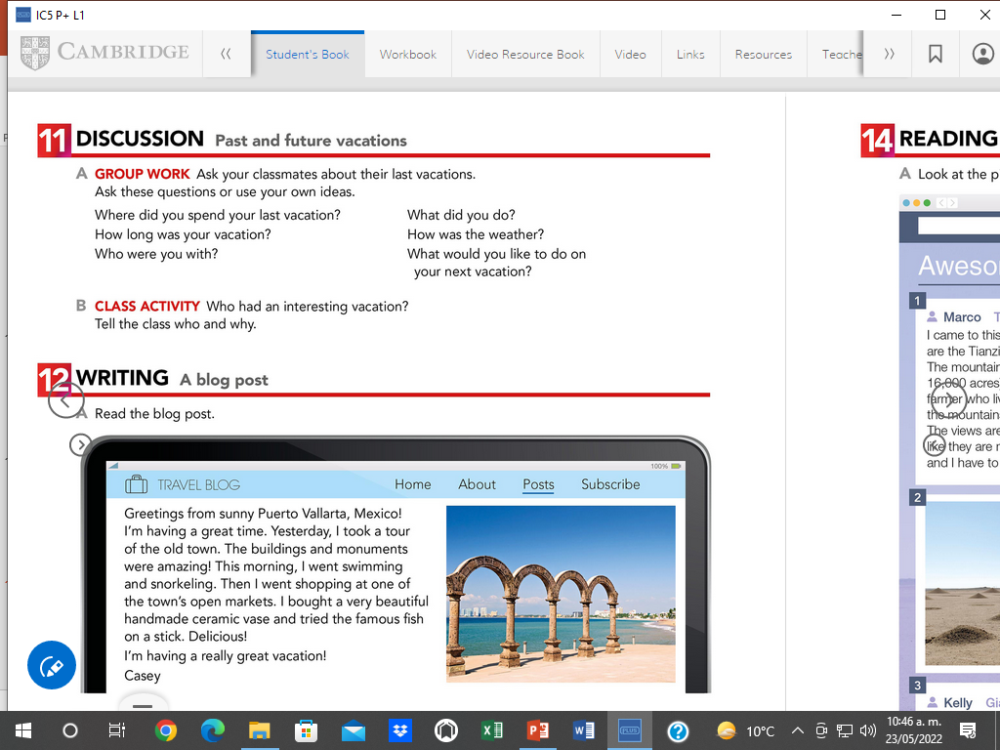 IC5 P+ L1
CAMBRIDGE
Student's Book
Workbook
Video Resource Book
Video
Links
Resources
Teache
11 DISCUSSION Past and future vacations
A GROUP WORK Ask your classmates about their last vacations.
Ask these questions or use your own ideas.
Where did you spend your last vacation?
How long was your vacation?
Who were you with?
What did you do?
How was the weather?
What would you like to do on
your next vacation?
B CLASS ACTIVITY Who had an interesting vacation?
Tell the class who and why.
12 WRITING A blog post
A Read the blog post.
100%
TRAVEL BLOG
Home
About
Posts
Subscribe
Greetings from sunny Puerto Vallarta, Mexico!
I'm having a great time. Yesterday, I took a tour
of the old town. The buildings and monuments
were amazing! This morning, I went swimming
and snorkeling. Then I went shopping at one of
the town's open markets. I bought a very beautiful
handmade ceramic vase and tried the famous fish
on a stick. Delicious!
I'm having a really great vacation!
Casey
14 READING
A Look at the p
Aweso
1
Marco T
I came to this
are the Tianzi
The mountain
16,000 acres
farmer who liv
the mountains
The views are
like they are r
and I have to
2
3
Kelly Gia
10°C
10:46 a. m.
23/05/2022